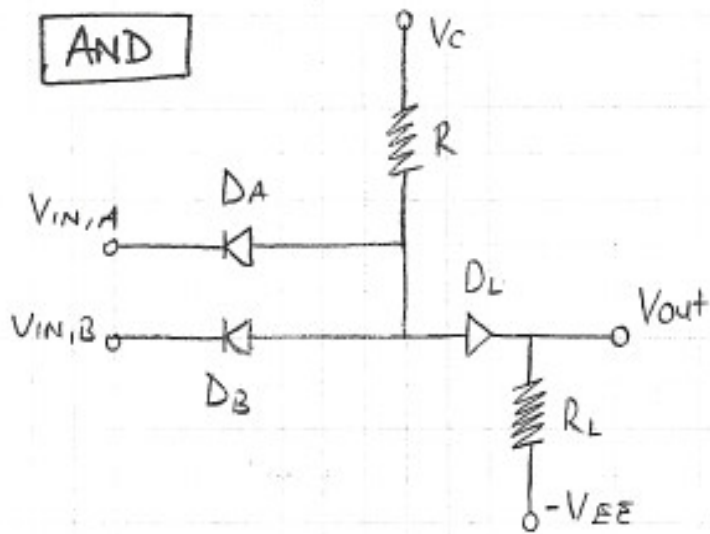 AND
Vc
R
DA
VIN,A
DL
Vout
VIN,B
DB
RL
-VEE